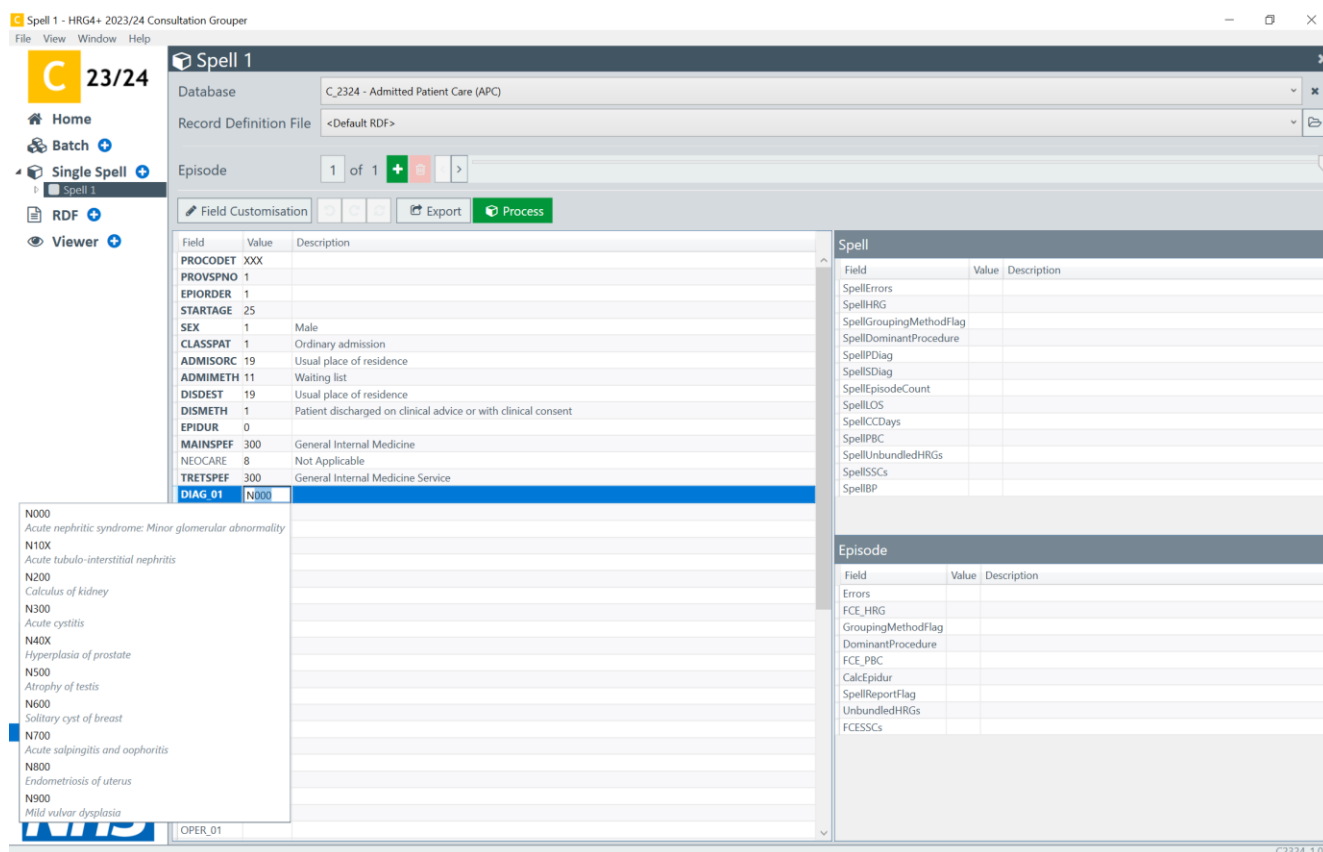 C Spell 1 - HRG4+ 2023/24 Consultation Grouper
File View Window Help
C 23/24
Home
Batch
Single Spell
Spell 1
RDF
Viewer
Spell 1
Database C_2324 - Admitted Patient Care (APC)
Record Definition File <Default RDF>
Episode 1 of 1
Field Customisation Export Process
Field Value Description
PROCODET XXX
PROVSPNO 1
EPIORDER 1
STARTAGE 25
SEX 1 Male
CLASSPAT 1 Ordinary admission
ADMISORC 19 Usual place of residence
ADMIMETH 11 Waiting list
DISDEST 19 Usual place of residence
DISMETH 1 Patient discharged on clinical advice or with clinical consent
EPIDUR 0
MAINSPEF 300 General Internal Medicine
NEOCARE 8 Not Applicable
TRETSPEF 300 General Internal Medicine Service
DIAG_01 N000
N000
Acute nephritic syndrome: Minor glomerular abnormality
N10X
Acute tubulo-interstitial nephritis
N200
Calculus of kidney
N300
Acute cystitis
N40X
Hyperplasia of prostate
N500
Atrophy of testis
N600
Solitary cyst of breast
N700
Acute salpingitis and oophoritis
N800
Endometriosis of uterus
N900
Mild vulvar dysplasia
NHS
OPER_01
Spell
Field Value Description
SpellErrors
SpellHRG
SpellGroupingMethodFlag
SpellDominantProcedure
SpellPDiag
SpellSDiag
SpellEpisodeCount
SpellLOS
SpellCCDays
SpellPBC
SpellUnbundledHRGs
SpellSSCs
SpellBP
Episode
Field Value Description
Errors
FCE_HRG
GroupingMethodFlag
DominantProcedure
FCE_PBC
CalcEpidur
SpellReportFlag
UnbundledHRGs
FCESSCs